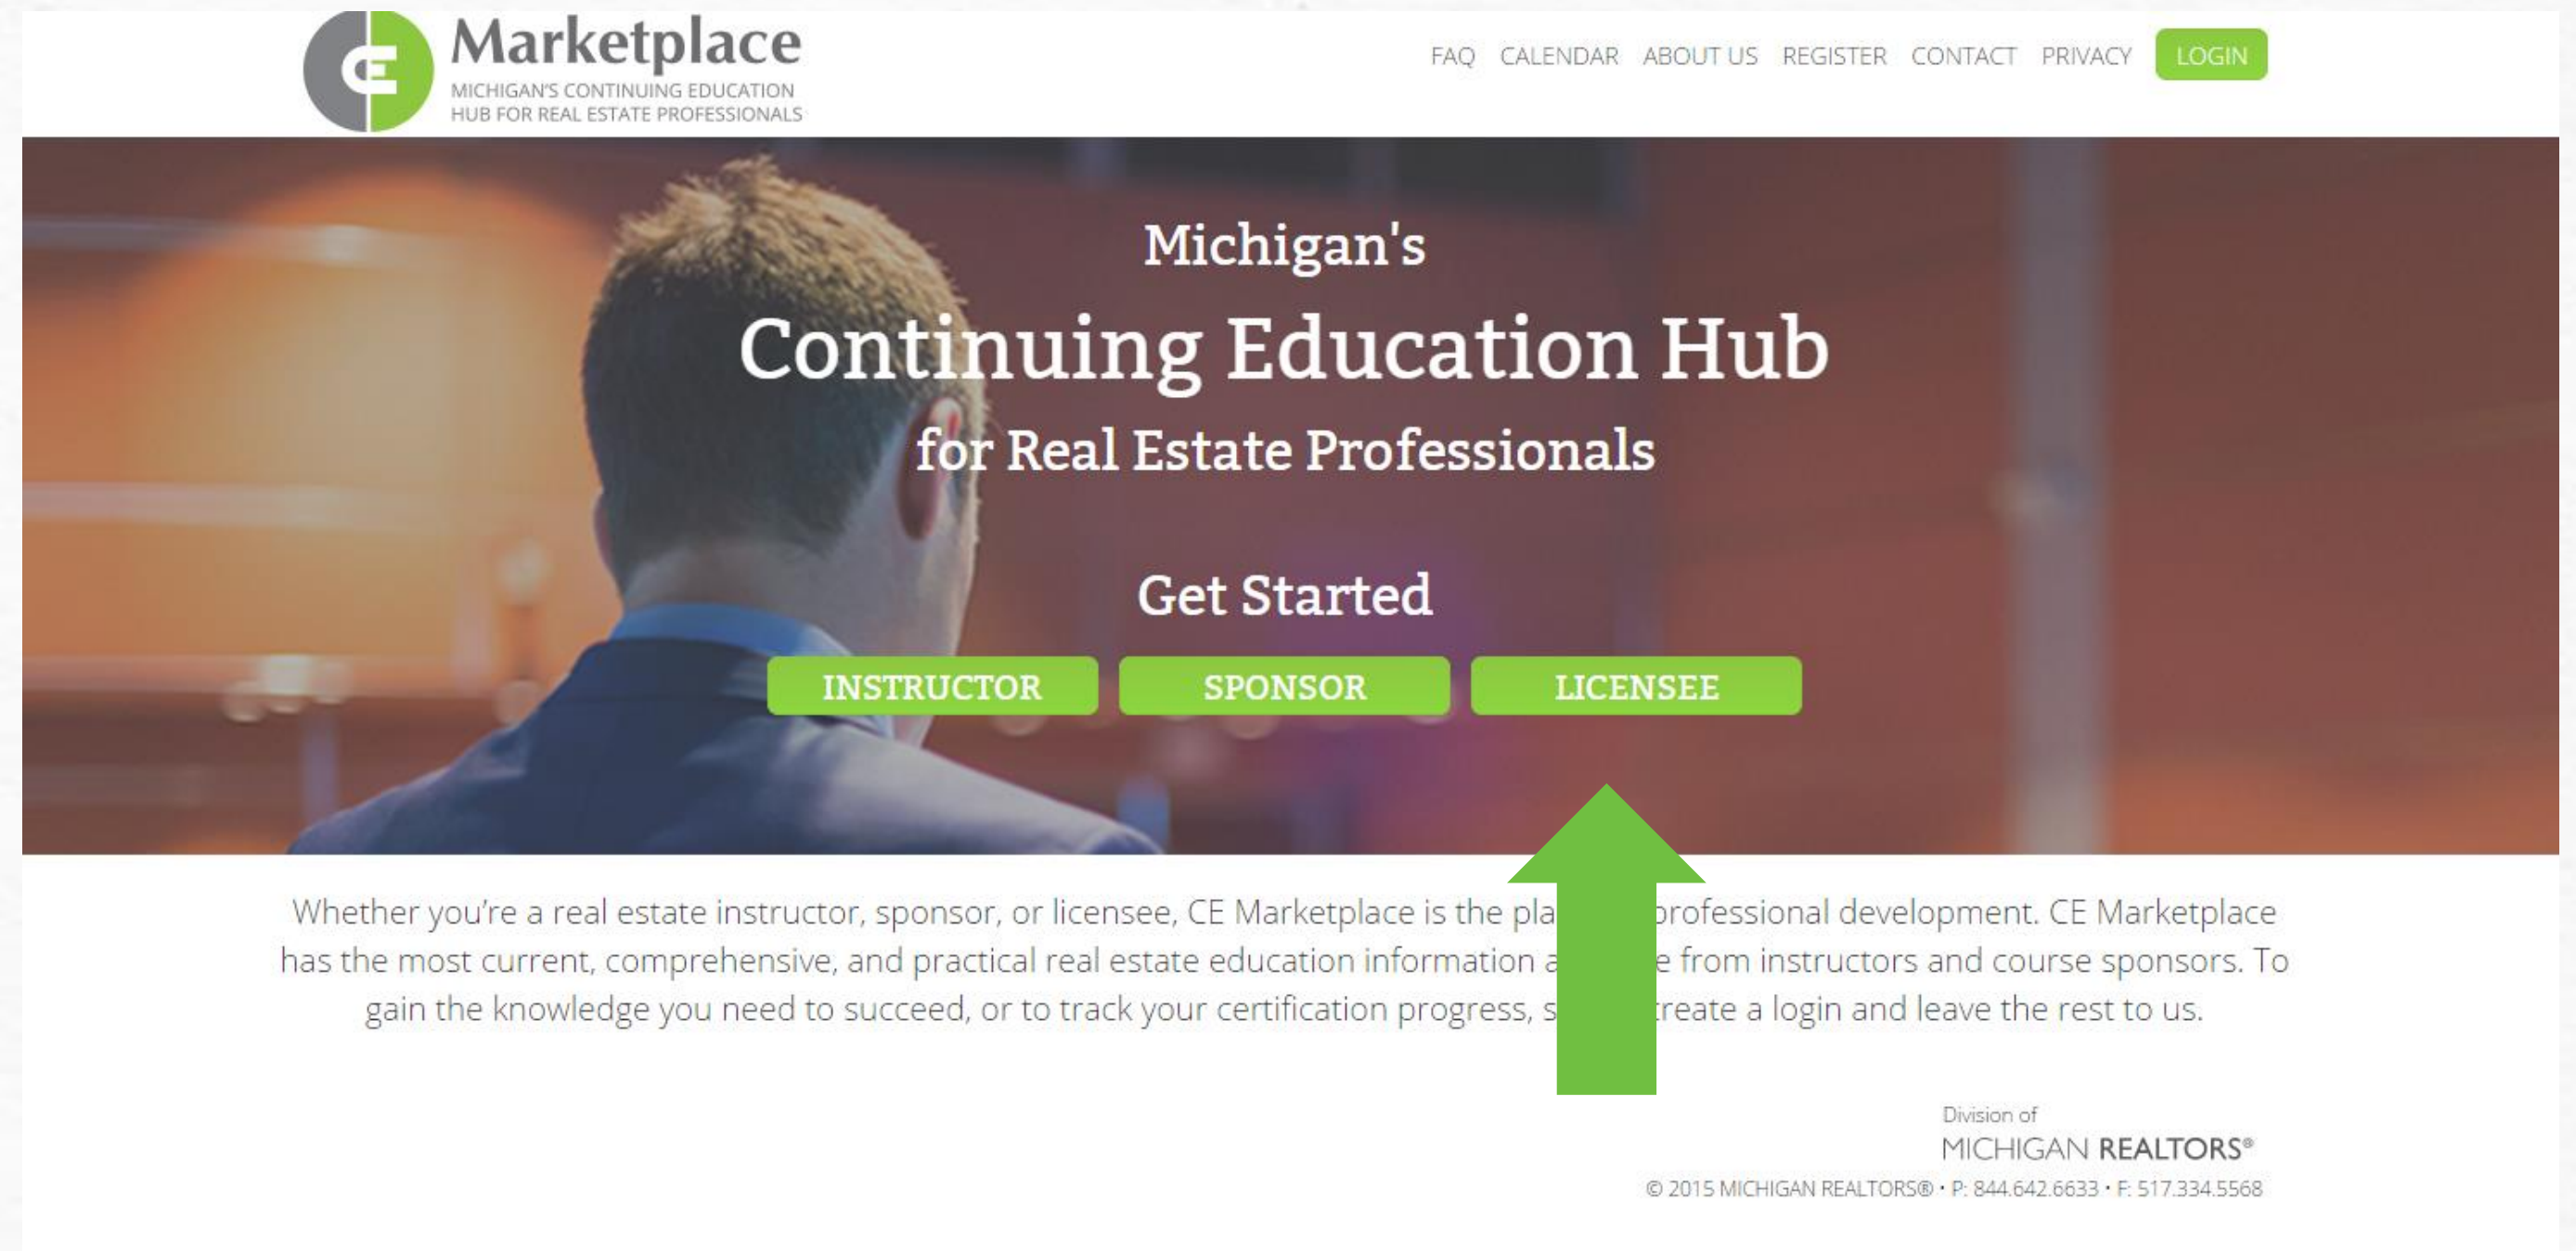 CE Marketplace
MICHIGAN'S CONTINUING EDUCATION
HUB FOR REAL ESTATE PROFESSIONALS
FAQ CALENDAR ABOUT US REGISTER CONTACT PRIVACY LOGIN
Michigan's
Continuing Education Hub
for Real Estate Professionals
Get Started
INSTRUCTOR SPONSOR LICENSEE
Whether you're a real estate instructor, sponsor, or licensee, CE Marketplace is the professional development. CE Marketplace
has the most current, comprehensive, and practical real estate education information from instructors and course sponsors. To
gain the knowledge you need to succeed, or to track your certification progress, create a login and leave the rest to us.
Division of
MICHIGAN REALTORS®
© 2015 MICHIGAN REALTORS® • P: 844.642.6633 • F: 517.334.5568